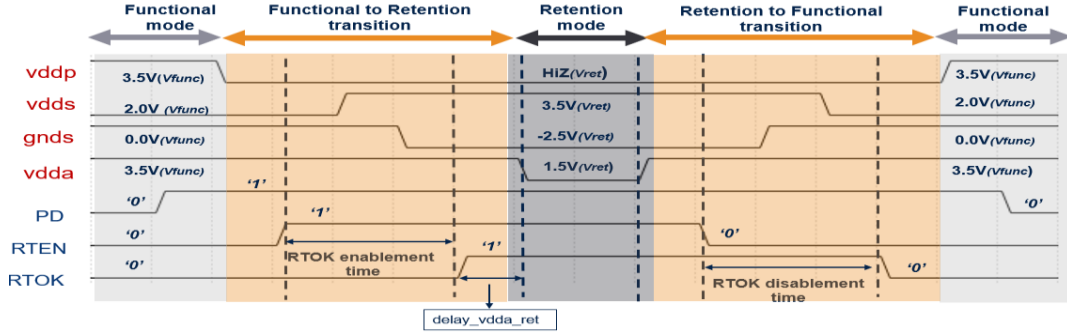 Functional mode
Functional to Retention transition
Retention mode
Retention to Functional transition
Functional mode
vddp
3.5V(Vfunc)
HiZ(Vret)
3.5V(Vfunc)
vdds
2.0V(Vfunc)
3.5V(Vret)
2.0V(Vfunc)
gnds
0.0V(Vfunc)
-2.5V(Vret)
0.0V(Vfunc)
vdda
3.5V(Vfunc)
1.5V(Vret)
3.5V(Vfunc)
PD
‘0’
‘1’
‘0’
RTEN
‘0’
‘1’
‘0’
RTOK enablement time
RTOK
‘0’
‘1’
RTOK disablement time
‘0’
delay_vdda_ret